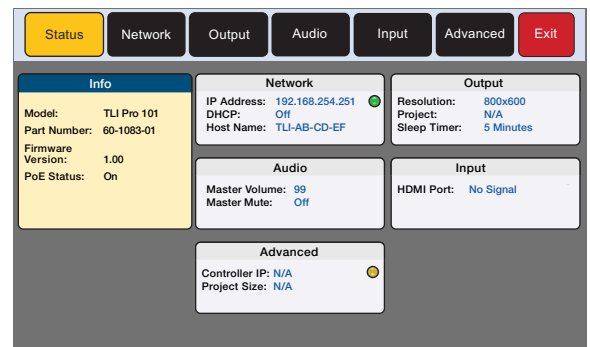 Status Network Output Audio Input Advanced Exit
Info
Model: TLI Pro 101
Part Number: 60-1083-01
Firmware
Version: 1.00
PoE Status: On
Network
IP Address: 192.168.254.251
DHCP: Off
Host Name: TLI-AB-CD-EF
Output
Resolution: 800x600
Project: N/A
Sleep Timer: 5 Minutes
Audio
Master Volume: 99
Master Mute: Off
Input
HDMI Port: No Signal
Advanced
Controller IP: N/A
Project Size: N/A